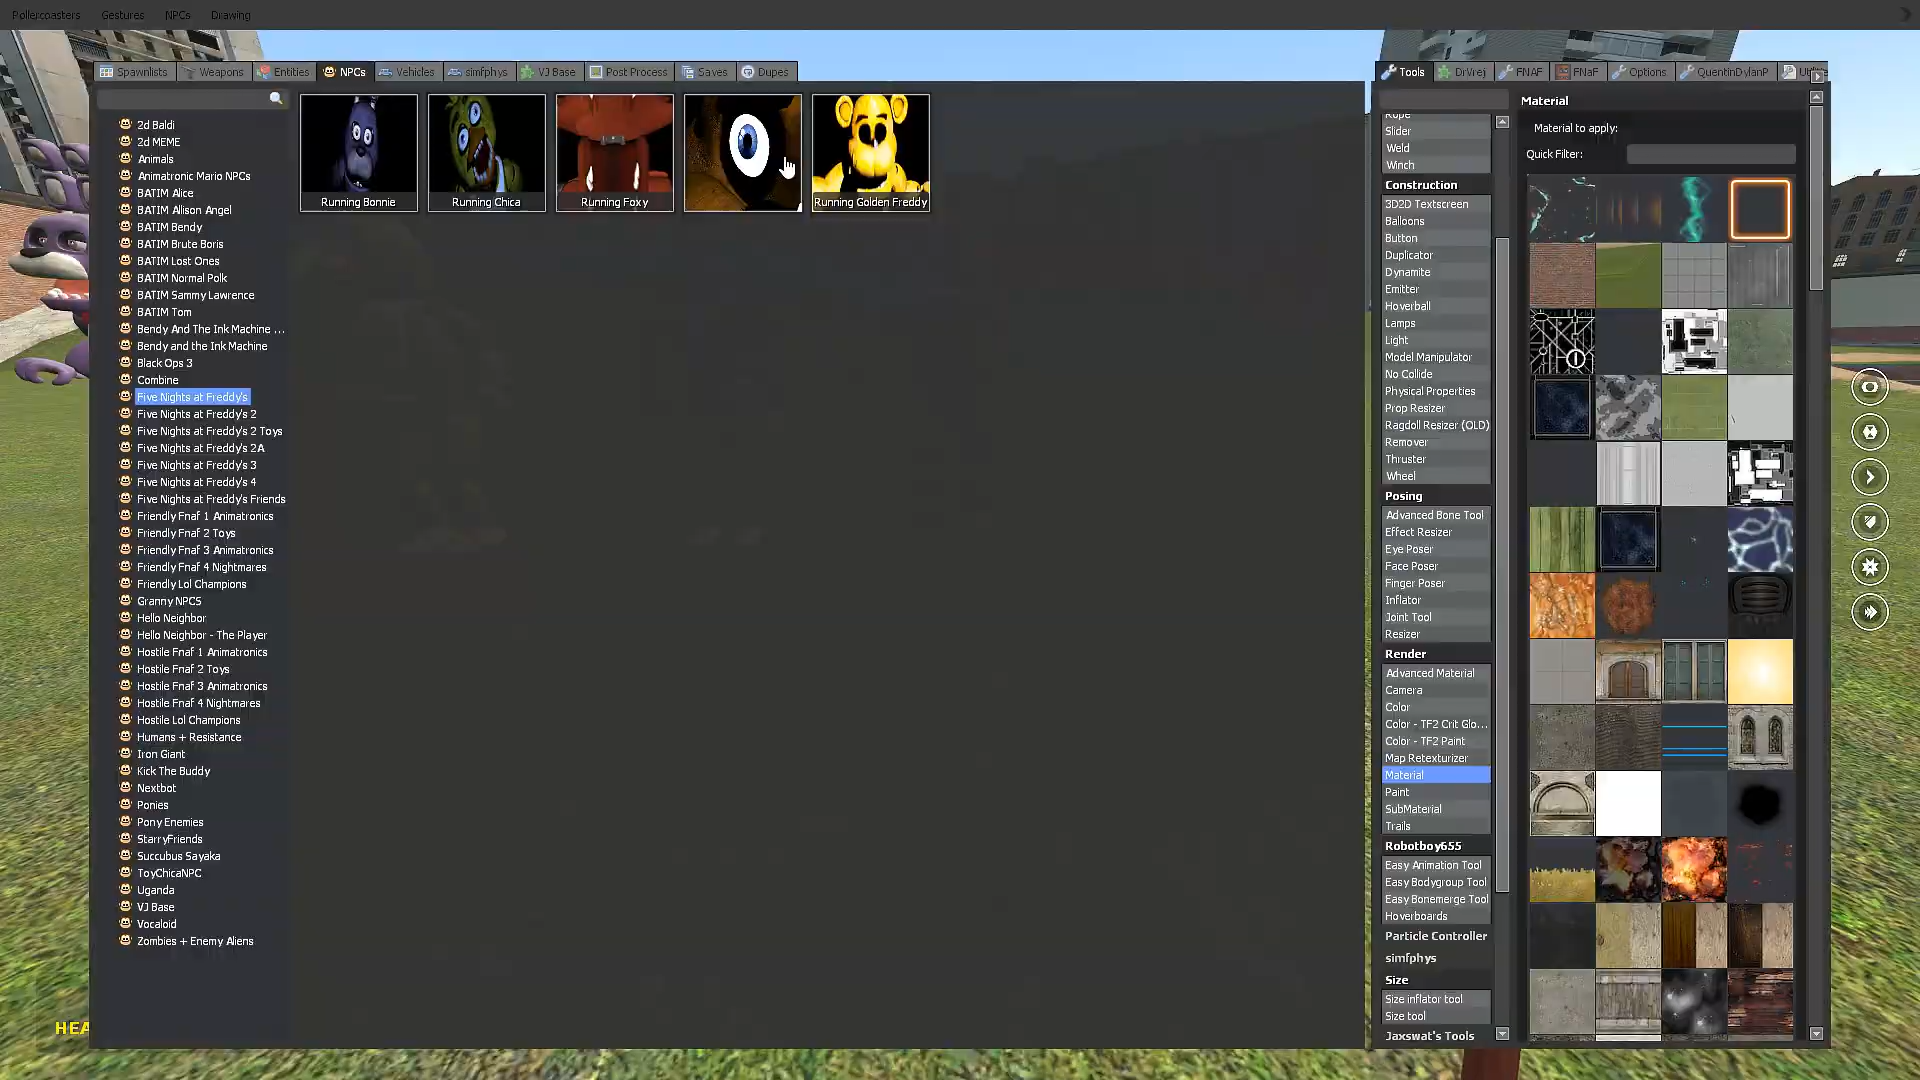 Gestures
NPCs
Drawing
Spawnlists
Weapons
Entities
NPCs
Vehicles
simfphys
VJ Base
Post Process
Saves
Dupes
Tools
DrVrej
FNAF
FNaF
Options
QuentinDylanP
2d Baldi
2d MEME
Animals
Animatronic Mario NPCs
BATIM Alice
BATIM Allison Angel
BATIM Bendy
BATIM Brute Boris
BATIM Lost Ones
BATIM Normal Polk
BATIM Sammy Lawrence
BATIM Tom
Bendy And The Ink Machine ...
Bendy and the Ink Machine
Black Ops 3
Combine
Five Nights at Freddy's
Five Nights at Freddy's 2
Five Nights at Freddy's 2 Toys
Five Nights at Freddy's 2A
Five Nights at Freddy's 3
Five Nights at Freddy's 4
Five Nights at Freddy's Friends
Friendly Fnaf 1 Animatronics
Friendly Fnaf 2 Toys
Friendly Fnaf 3 Animatronics
Friendly Fnaf 4 Nightmares
Friendly Lol Champions
Granny NPCS
Hello Neighbor
Hello Neighbor - The Player
Hostile Fnaf 1 Animatronics
Hostile Fnaf 2 Toys
Hostile Fnaf 3 Animatronics
Hostile Fnaf 4 Nightmares
Hostile Lol Champions
Humans + Resistance
Iron Giant
Kick The Buddy
Nextbot
Ponies
Pony Enemies
StarryFriends
Succubus Sayaka
ToyChicaNPC
Uganda
VJ Base
Vocaloid
Zombies + Enemy Aliens
HEA
Running Bonnie
Running Chica
Running Foxy
Running Golden Freddy
Rope
Slider
Weld
Winch
Construction
3D2D Textscreen
Balloons
Button
Duplicator
Dynamite
Emitter
Hoverball
Lamps
Light
Model Manipulator
No Collide
Physical Properties
Prop Resizer
Ragdoll Resizer (OLD)
Remover
Thruster
Wheel
Posing
Advanced Bone Tool
Effect Resizer
Eye Poser
Face Poser
Finger Poser
Inflator
Joint Tool
Resizer
Render
Advanced Material
Camera
Color
Color - TF2 Crit Glo...
Color - TF2 Paint
Map Retexturizer
Material
Paint
SubMaterial
Trails
Robotboy655
Easy Animation Tool
Easy Bodygroup Tool
Easy Bonemerge Tool
Hoverboards
Particle Controller
simfphys
Size
Size inflator tool
Size tool
Jaxswat's Tools
Material
Material to apply:
Quick Filter: